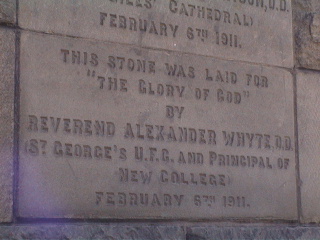 GILES' CATHEDRAL)
FEBRUARY 6TH 1911.
THIS STONE WAS LAID FOR
"THE GLORY OF GOD"
BY
REVEREND ALEXANDER WHYTE D.D.
(ST GEORGE'S U.F.C. AND PRINCIPAL OF
NEW COLLEGE)
FEBRUARY 6TH 1911.